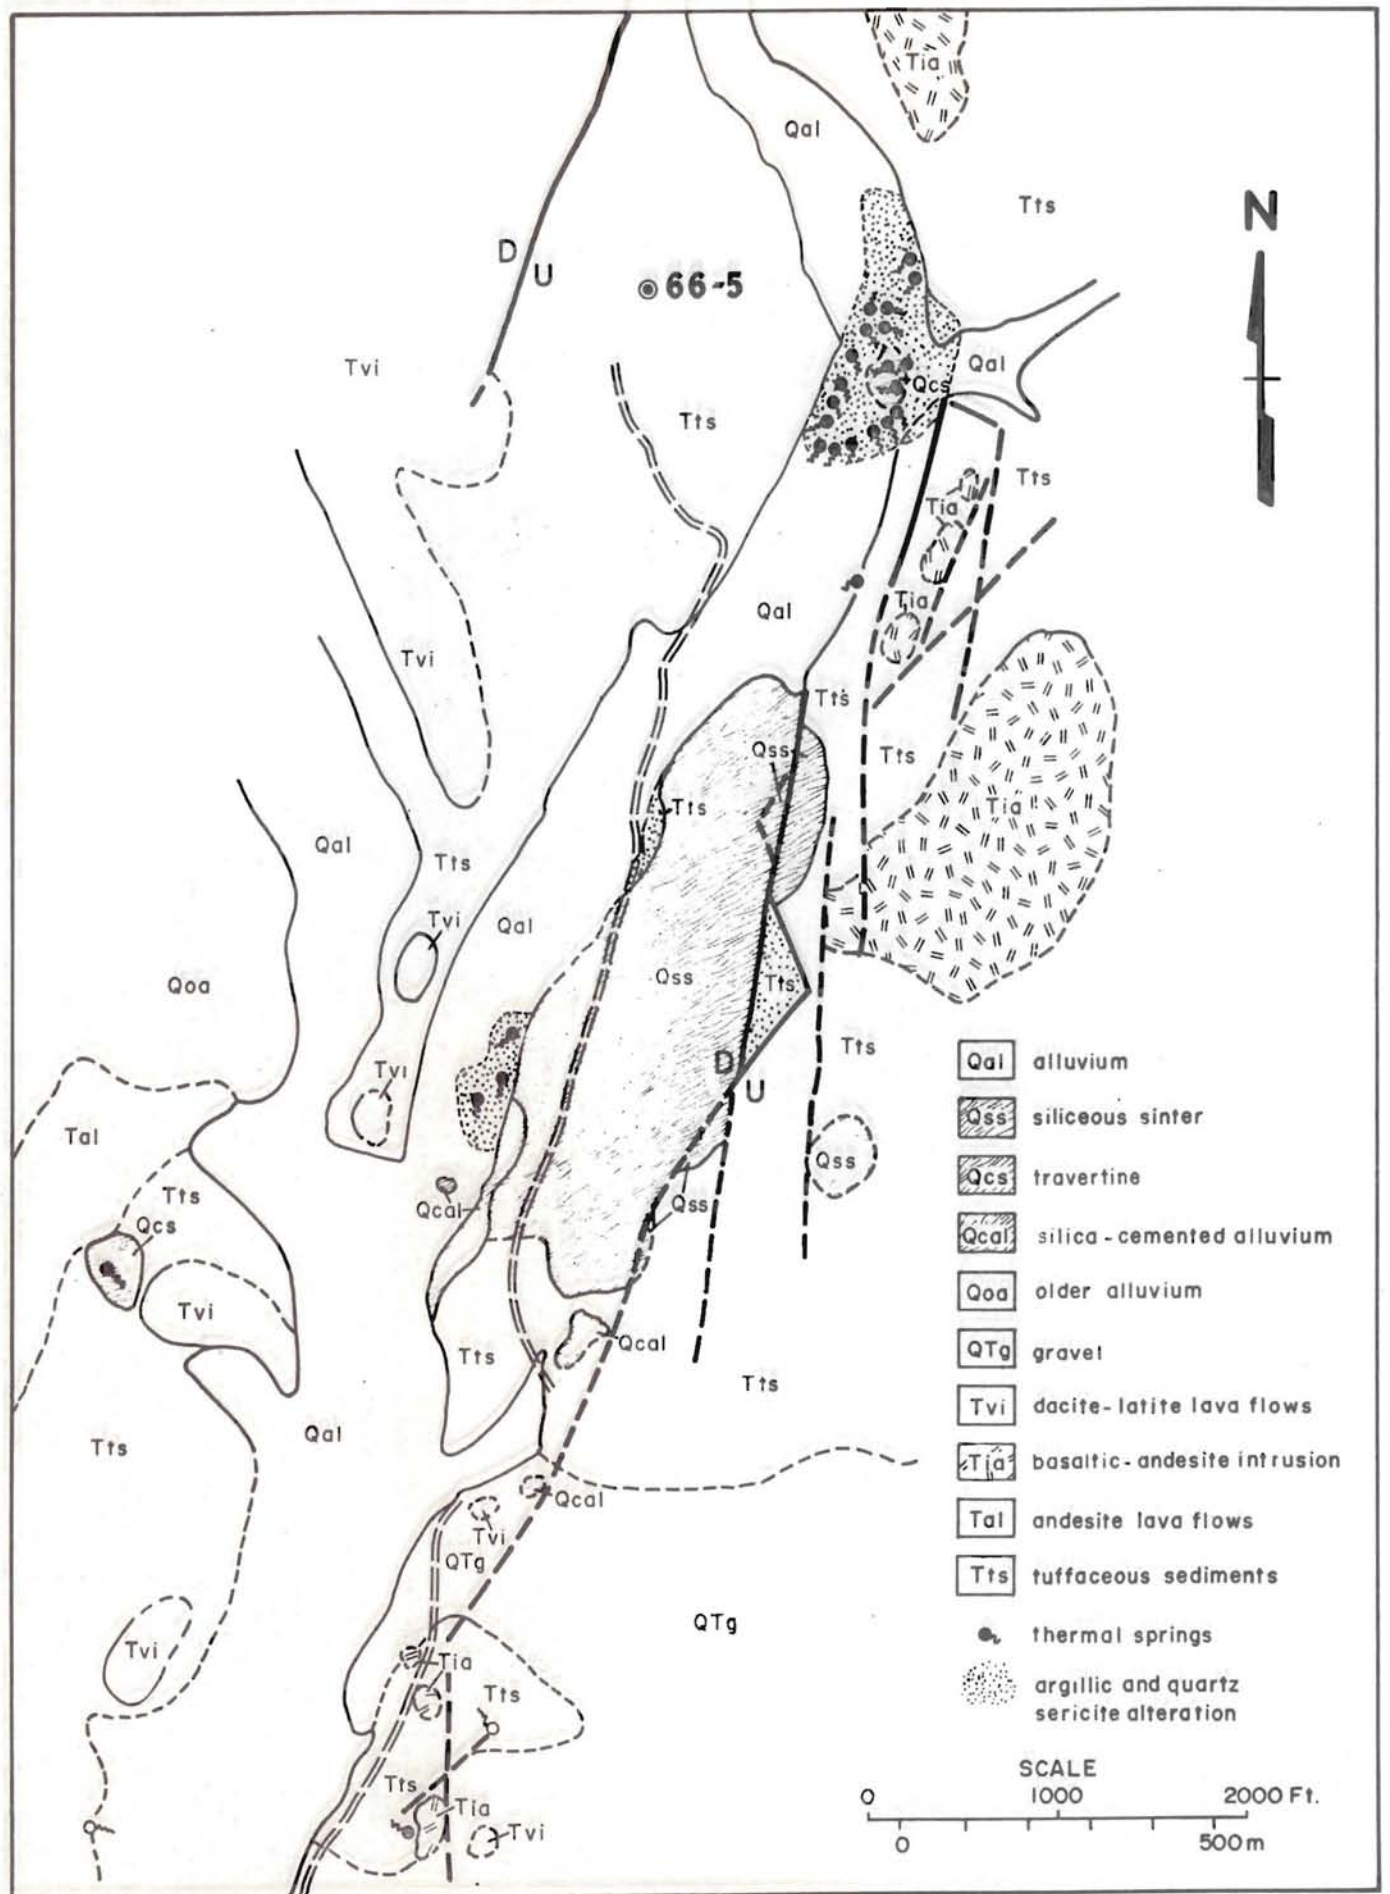 Tia
Qal
Tts
N
D
U
66-5
Tvi
Qal
Tts
Qcs
Tts
Tia
Tia
Qal
Tvi
Tts
Qss
Tts
Tts
Tia
Qal
Tts
Tvi
Qal
Qoa
Qss
Tts
Tts
D
U
Tvi
Tal
Qss
Tts
Qcs
Qcal
Qss
Tvi
Qcal
Tts
Tts
Tts
Qal
Qcal
Tvi
QTg
QTg
Tvi
Tia
Tts
Tts
Tia
Tvi
Qal alluvium
Qss siliceous sinter
Qcs travertine
Qcal silica-cemented alluvium
Qoa older alluvium
QTg gravel
Tvi dacite-latite lava flows
Tia basaltic-andesite intrusion
Tal andesite lava flows
Tts tuffaceous sediments
thermal springs
argillic and quartz
sericite alteration
SCALE
0 1000 2000 Ft.
0 500m